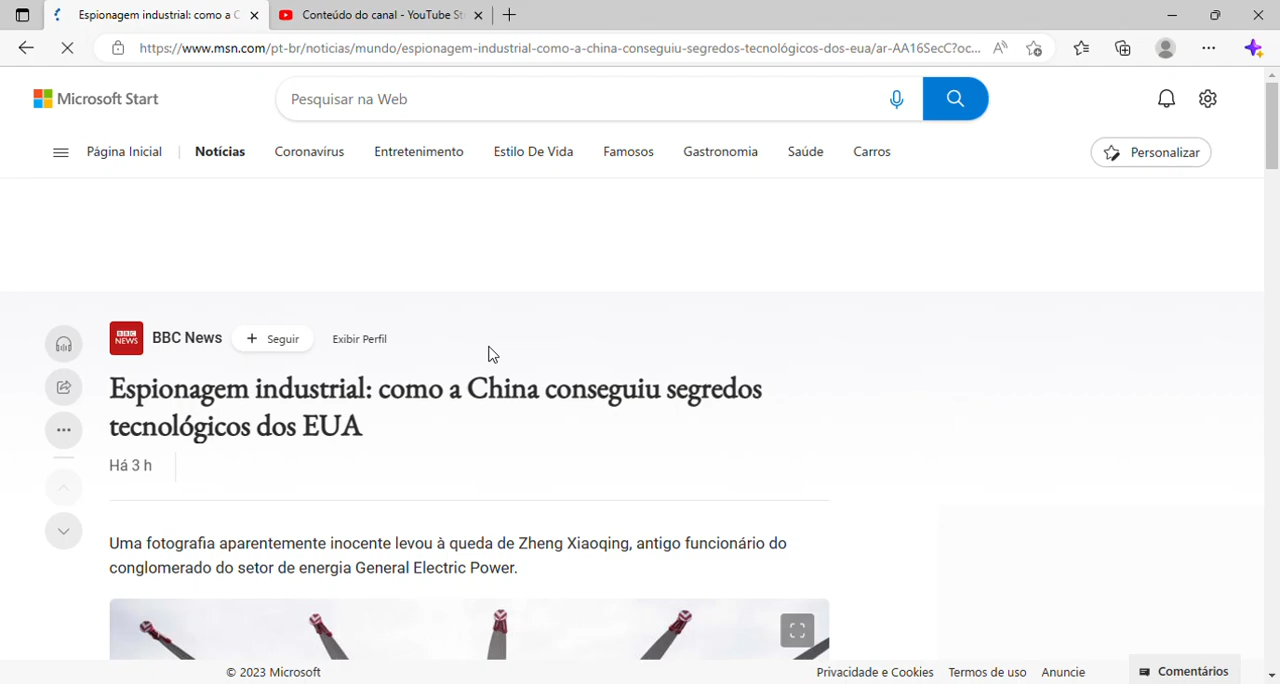 Espionagem industrial: como a C
Conteúdo do canal - YouTube St
https://www.msn.com/pt-br/noticias/mundo/espionagem-industrial-como-a-china-conseguiu-segredos-tecnológicos-dos-eua/ar-AA16SecC?oc...
Microsoft Start
Pesquisar na Web
Página Inicial
Notícias
Coronavírus
Entretenimento
Estilo De Vida
Famosos
Gastronomia
Saúde
Carros
Personalizar
BBC NEWS
BBC News
+ Seguir
Exibir Perfil
Espionagem industrial: como a China conseguiu segredos
tecnológicos dos EUA
Há 3 h
Uma fotografia aparentemente inocente levou à queda de Zheng Xiaoqing, antigo funcionário do
conglomerado do setor de energia General Electric Power.
© 2023 Microsoft
Privacidade e Cookies
Termos de uso
Anuncie
Comentários